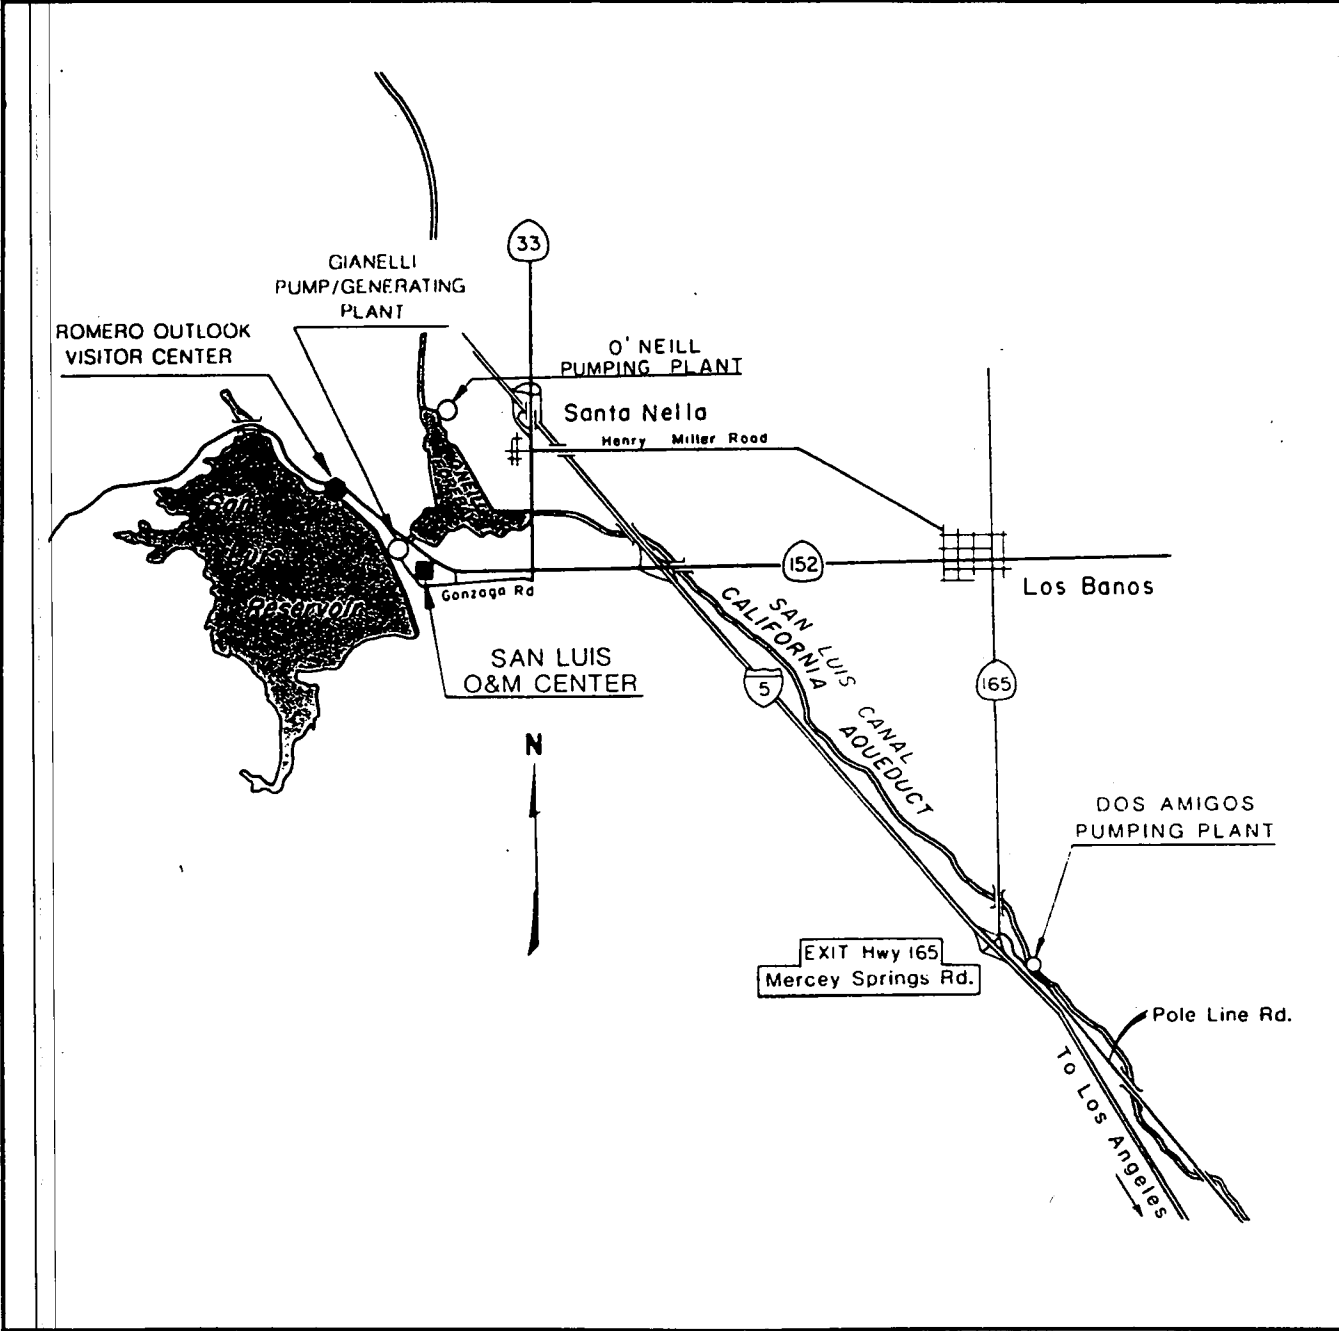 33
GIANELLI
PUMP/GENERATING
PLANT
ROMERO OUTLOOK
VISITOR CENTER
O'NEILL
PUMPING PLANT
Santa Nella
Henry Miller Road
O'NEILL
FOREBAY
San
Luis
Reservoir
152
Los Banos
Gonzaga Rd
SAN LUIS CANAL
CALIFORNIA AQUEDUCT
SAN LUIS
O&M CENTER
5
165
N
DOS AMIGOS
PUMPING PLANT
EXIT Hwy 165
Mercey Springs Rd.
Pole Line Rd.
To Los Angeles